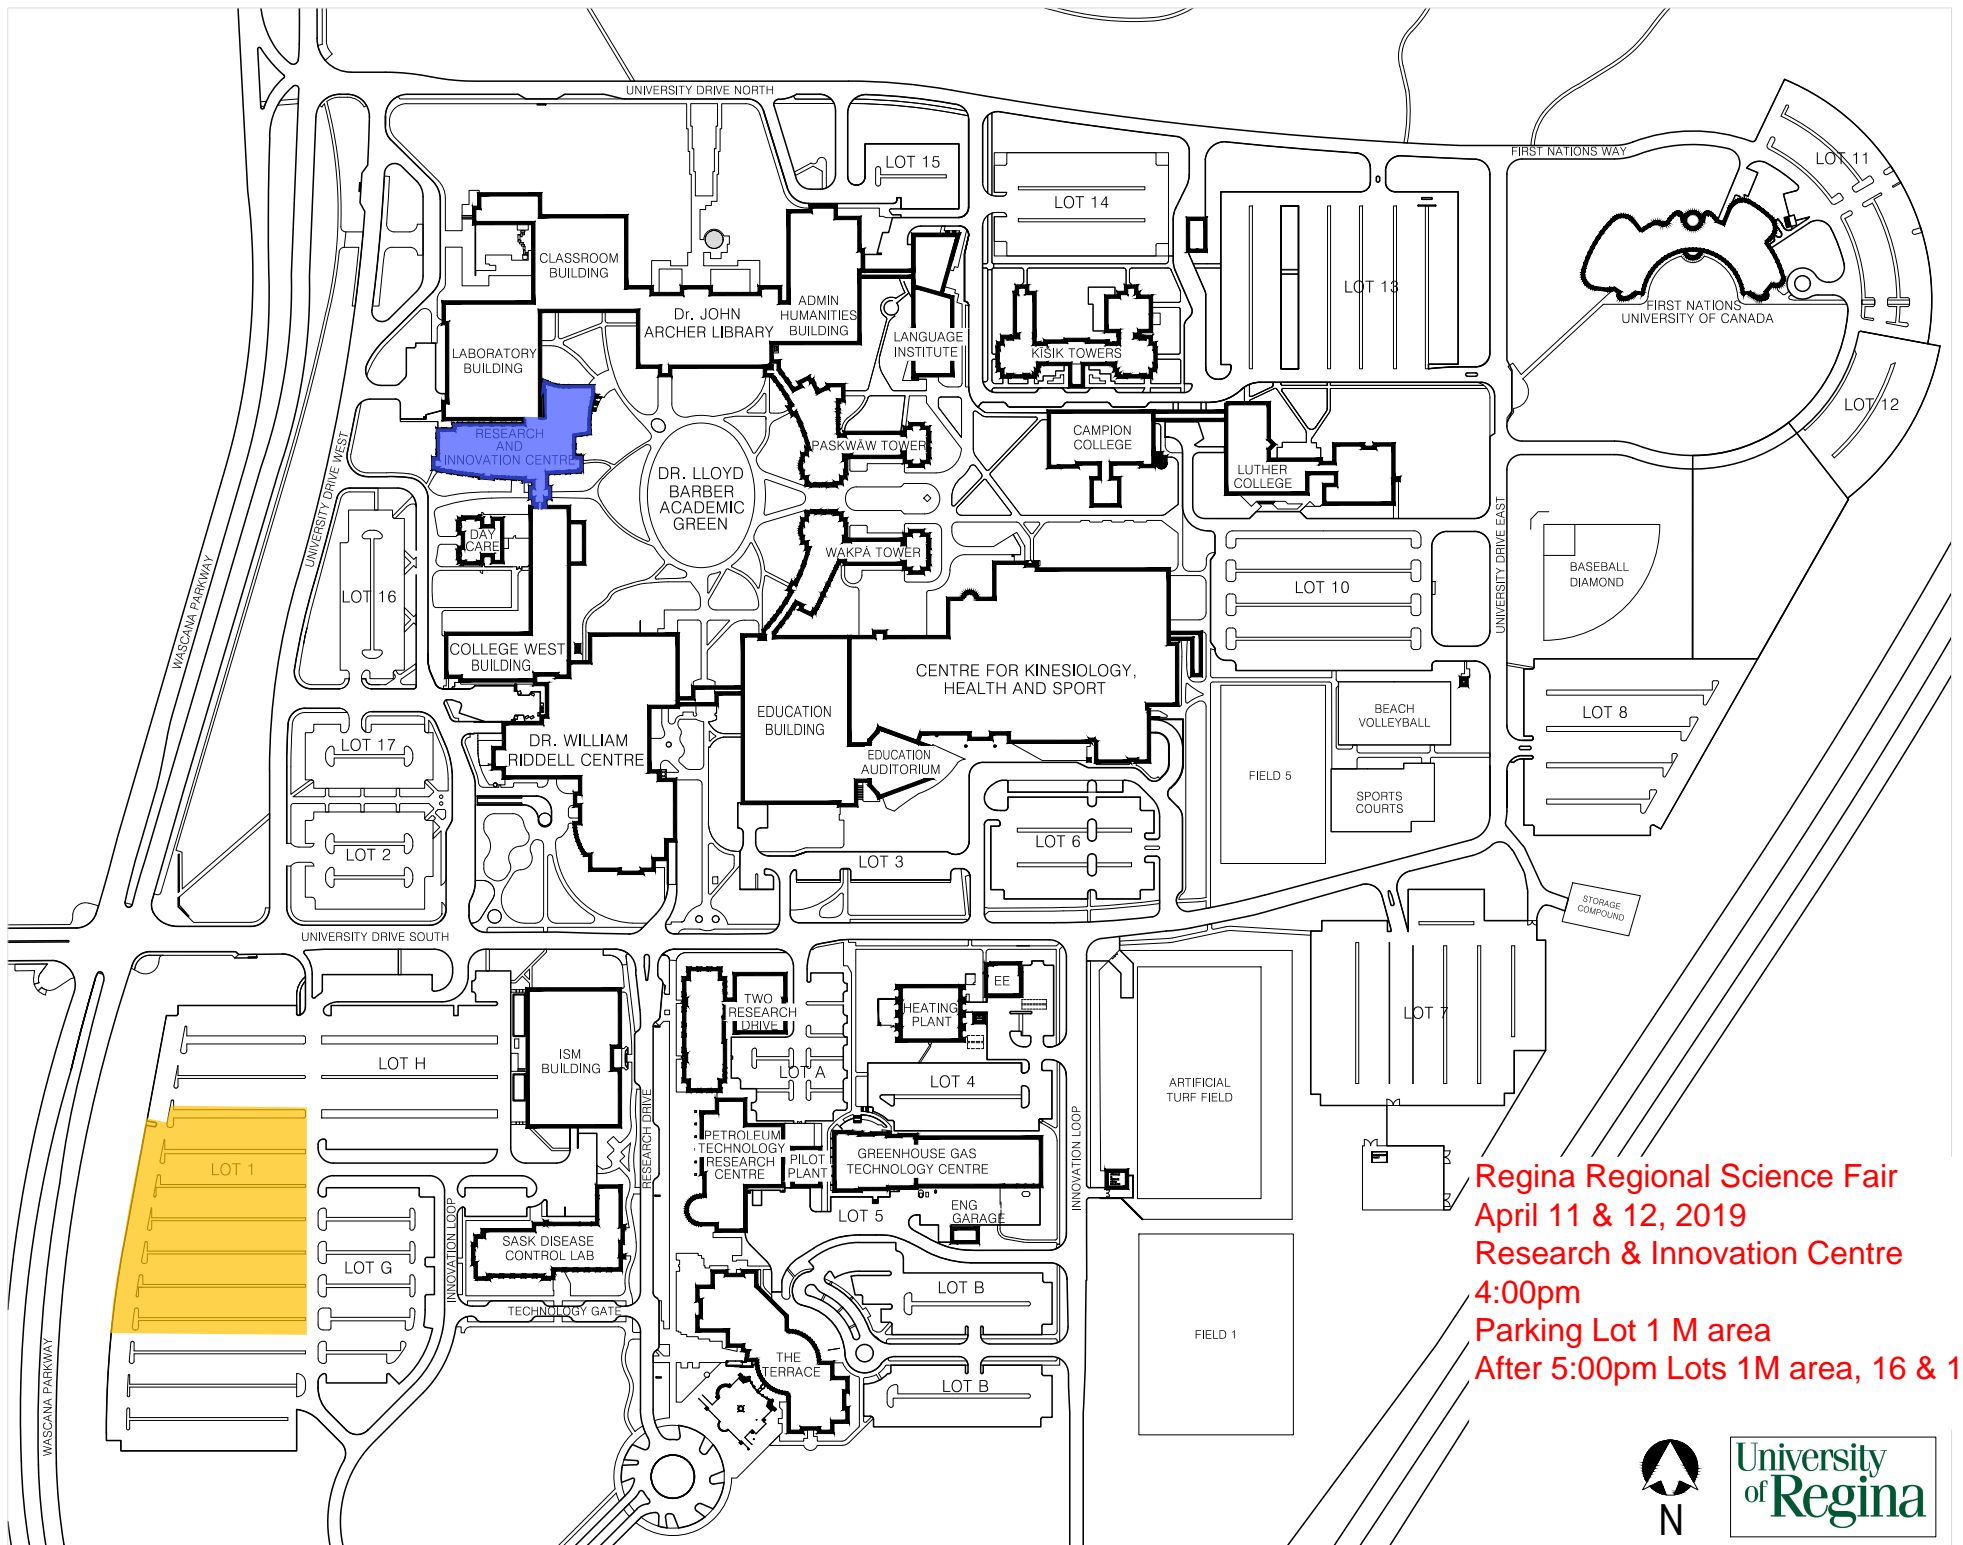 UNIVERSITY DRIVE NORTH
FIRST NATIONS WAY
LOT 15
LOT 11
LOT 14
CLASSROOM
BUILDING
LOT 13
ADMIN
HUMANITIES
BUILDING
Dr. JOHN
ARCHER LIBRARY
FIRST NATIONS
UNIVERSITY OF CANADA
LANGUAGE
INSTITUTE
KĪSIK TOWERS
LABORATORY
BUILDING
LOT 12
RESEARCH
AND
INNOVATION CENTRE
PASKWĀW TOWER
CAMPION
COLLEGE
LUTHER
COLLEGE
DR. LLOYD
BARBER
ACADEMIC
GREEN
UNIVERSITY DRIVE WEST
UNIVERSITY DRIVE EAST
DAY
CARE
WAKPĀ TOWER
BASEBALL
DIAMOND
LOT 10
LOT 16
WASCANA PARKWAY
COLLEGE WEST
BUILDING
CENTRE FOR KINESIOLOGY,
HEALTH AND SPORT
EDUCATION
BUILDING
BEACH
VOLLEYBALL
LOT 8
LOT 17
DR. WILLIAM
RIDDELL CENTRE
EDUCATION
AUDITORIUM
FIELD 5
SPORTS
COURTS
LOT 2
LOT 3
LOT 6
STORAGE
COMPOUND
UNIVERSITY DRIVE SOUTH
TWO
RESEARCH
DRIVE
EE
HEATING
PLANT
LOT 7
LOT H
ISM
BUILDING
LOT A
LOT 4
ARTIFICIAL
TURF FIELD
RESEARCH DRIVE
INNOVATION LOOP
PETROLEUM
TECHNOLOGY
RESEARCH
CENTRE
PILOT
PLANT
GREENHOUSE GAS
TECHNOLOGY CENTRE
LOT 1
LOT 5
ENG
GARAGE
INNOVATION LOOP
SASK DISEASE
CONTROL LAB
LOT G
LOT B
TECHNOLOGY GATE
FIELD 1
THE
TERRACE
LOT B
WASCANA PARKWAY
Regina Regional Science Fair
April 11 & 12, 2019
Research & Innovation Centre
4:00pm
Parking Lot 1 M area
After 5:00pm Lots 1M area, 16 & 1
N
University
of Regina